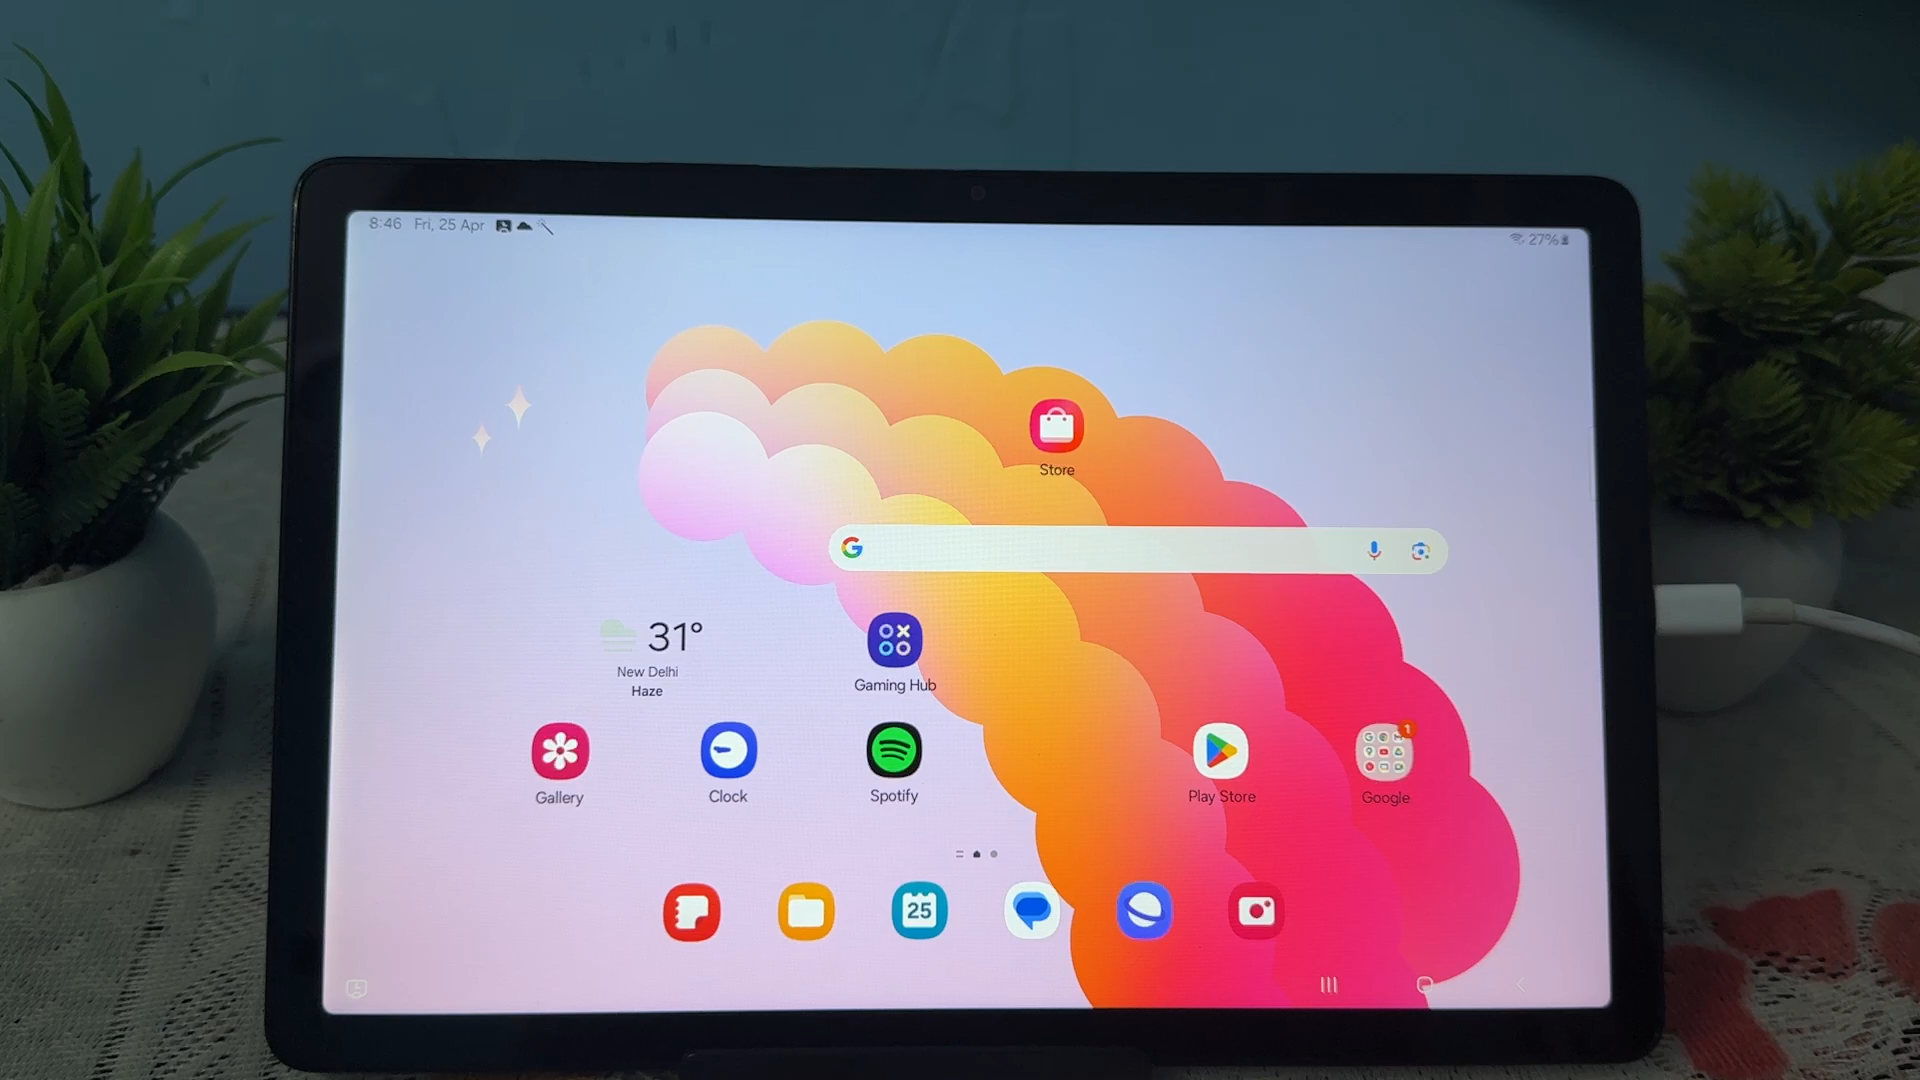 8:46 Fri, 25 Apr
27%
Store
G
31°
New Delhi
Haze
Gaming Hub
Gallery
Clock
Spotify
Play Store
1
Google
25